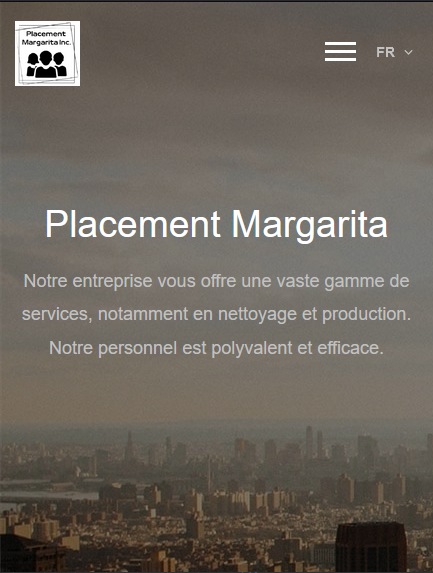 Placement
Margarita Inc.
FR
Placement Margarita
Notre entreprise vous offre une vaste gamme de
services, notamment en nettoyage et production.
Notre personnel est polyvalent et efficace.